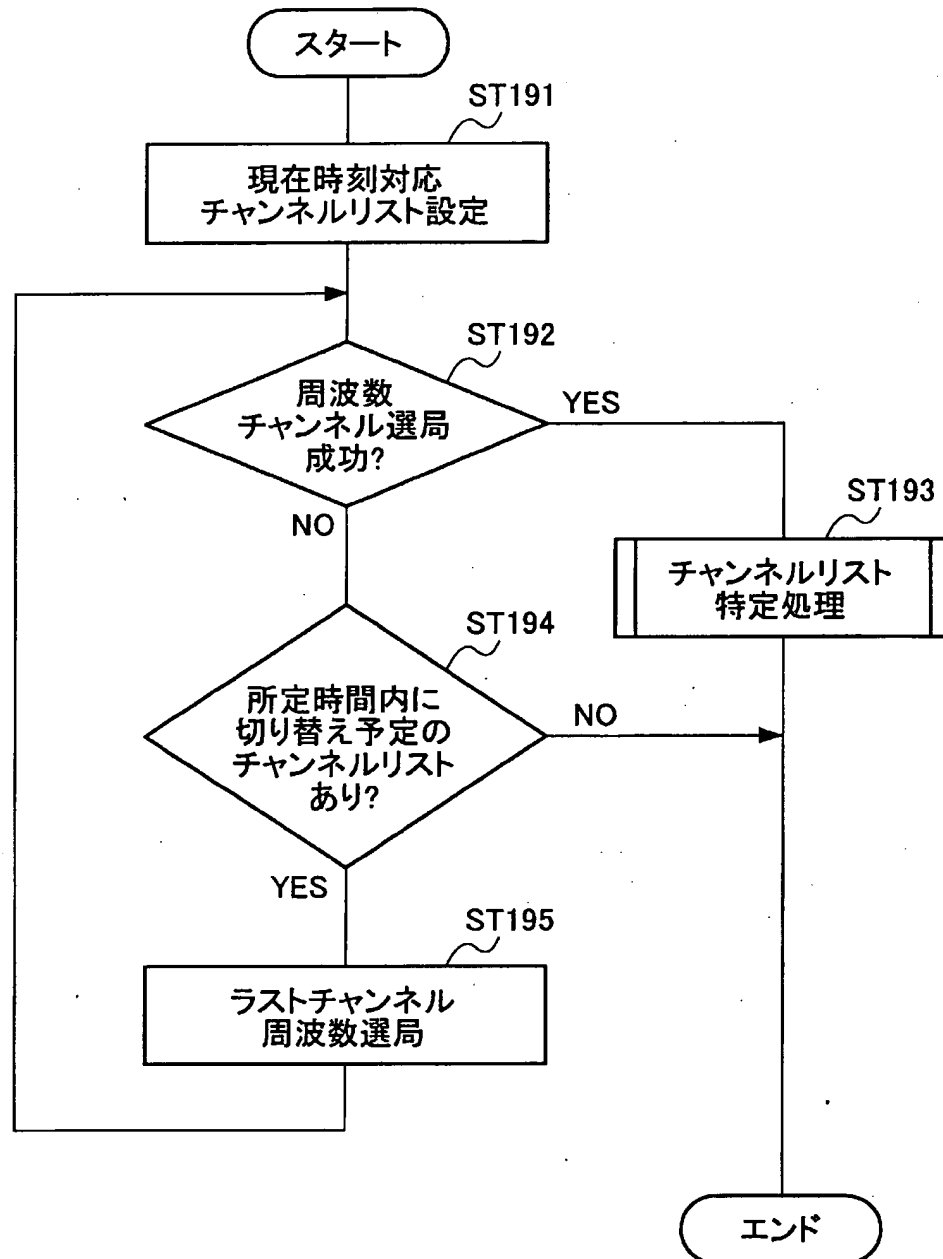 スタート
ST191
現在時刻対応
チャンネルリスト設定
ST192
周波数
チャンネル選局
成功?
YES
NO
ST193
チャンネルリスト
特定処理
ST194
所定時間内に
切り替え予定の
チャンネルリスト
あり?
NO
YES
ST195
ラストチャンネル
周波数選局
エンド